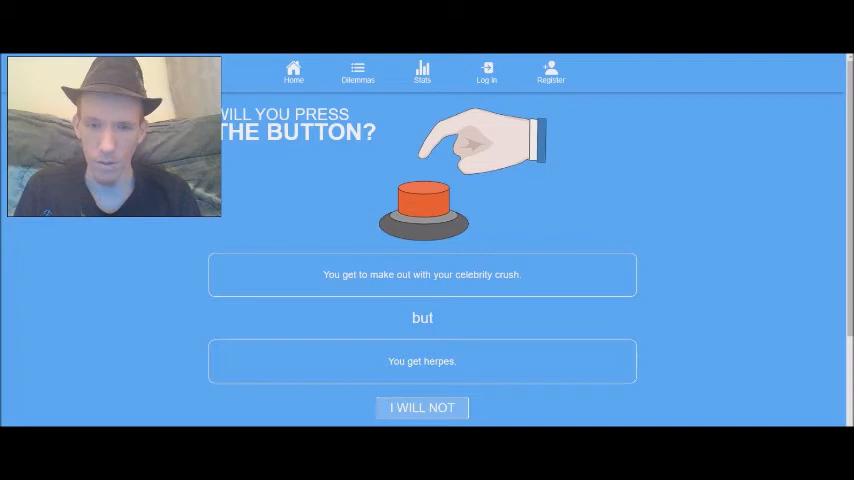 Home
Dilemmas
Stats
Log in
Register
WILL YOU PRESS
THE BUTTON?
You get to make out with your celebrity crush.
but
You get herpes.
I WILL NOT